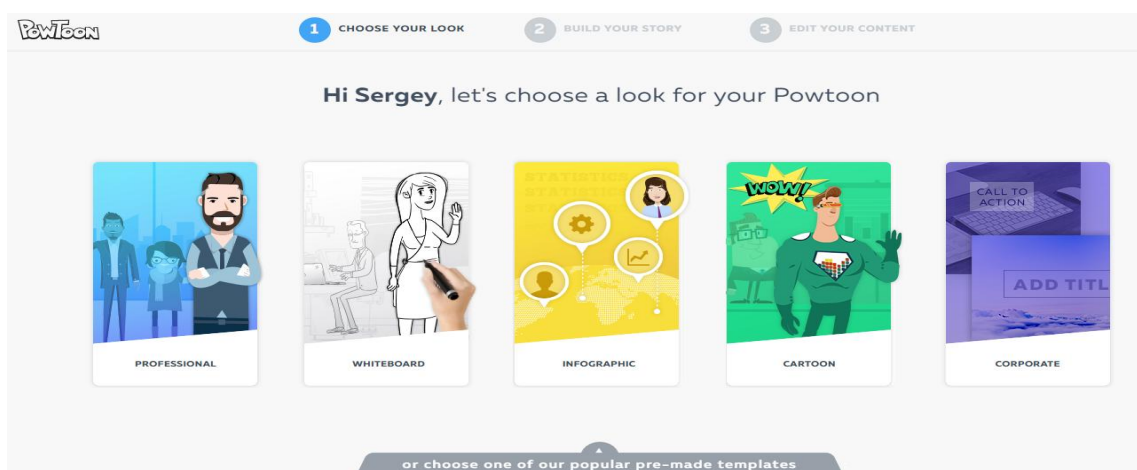 POWTOON
1 CHOOSE YOUR LOOK 2 BUILD YOUR STORY 3 EDIT YOUR CONTENT
Hi Sergey, let's choose a look for your Powtoon
STATISTICS
STATISTICS
WOW!
CALL TO
ACTION
ADD TITL
PROFESSIONAL WHITEBOARD INFOGRAPHIC CARTOON CORPORATE
or choose one of our popular pre-made templates